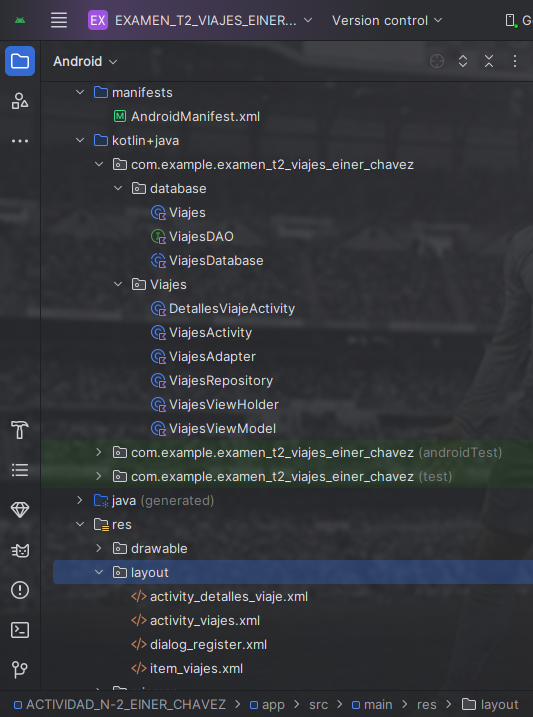 EX EXAMEN_T2_VIAJES_EINER... Version control
Android
manifests
M AndroidManifest.xml
kotlin+java
com.example.examen_t2_viajes_einer_chavez
database
Viajes
ViajesDAO
ViajesDatabase
Viajes
DetallesViajeActivity
ViajesActivity
ViajesAdapter
ViajesRepository
ViajesViewHolder
ViajesViewModel
com.example.examen_t2_viajes_einer_chavez (androidTest)
com.example.examen_t2_viajes_einer_chavez (test)
java (generated)
res
drawable
layout
</> activity_detalles_viaje.xml
</> activity_viajes.xml
</> dialog_register.xml
</> item_viajes.xml
ACTIVIDAD_N-2_EINER_CHAVEZ > app > src > main > res > layout